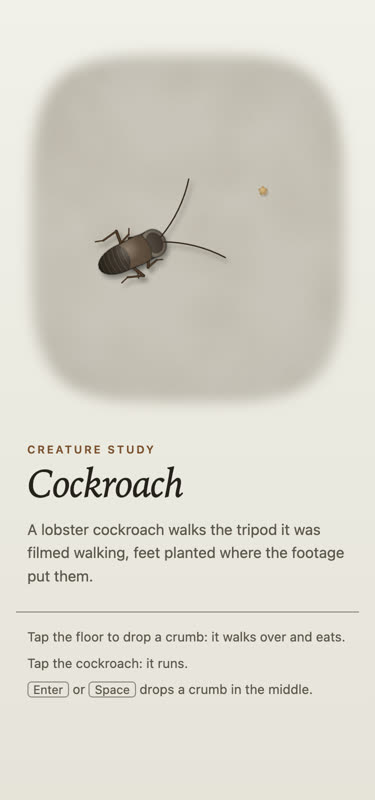 CREATURE STUDY
Cockroach
A lobster cockroach walks the tripod it was
filmed walking, feet planted where the footage
put them.
Tap the floor to drop a crumb: it walks over and eats.
Tap the cockroach: it runs.
Enter or Space drops a crumb in the middle.